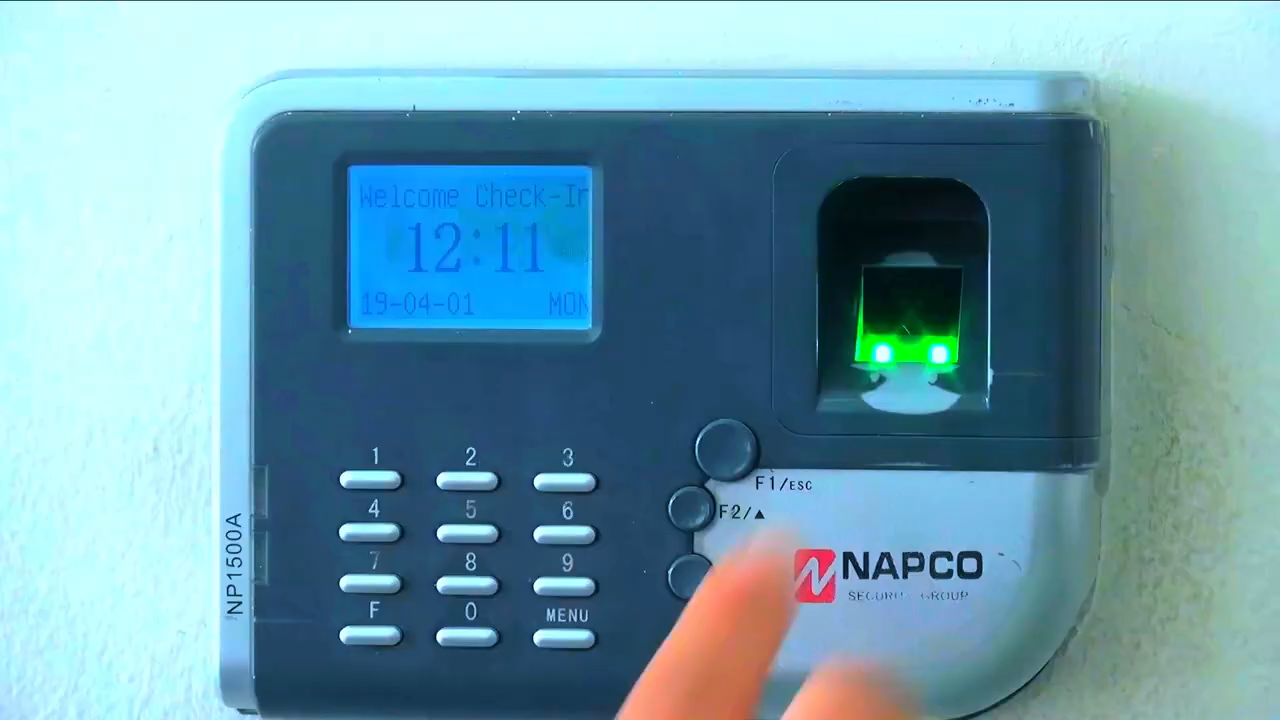 Welcome Check-In
12:11
19-04-01 MON
1 2 3
4 5 6
7 8 9
F 0 MENU
F1/ESC
F2/▲
NAPCO
SECURITY GROUP
NP1500A